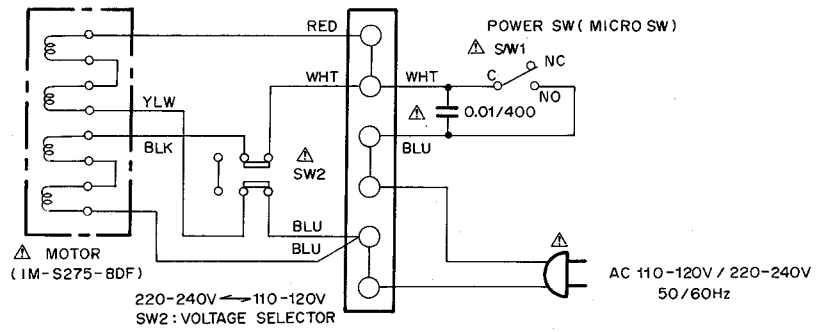 RED
POWER SW( MICRO SW)
SW1
NC
C
NO
WHT
WHT
0.01/400
YLW
BLK
BLU
SW2
BLU
BLU
MOTOR
(IM-S275-8DF)
AC 110-120V / 220-240V
50/60Hz
220-240V ⟷ 110-120V
SW2 : VOLTAGE SELECTOR